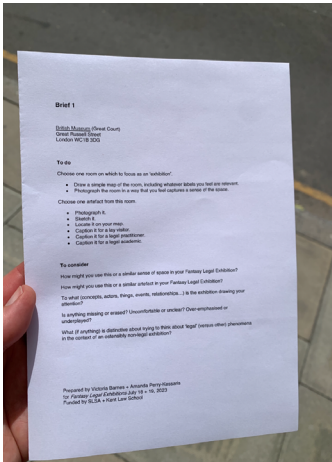 Brief 1
British Museum (Great Court)
Great Russell Street
London WC1B 3DG
To do
Choose one room on which to focus as an 'exhibition'.
• Draw a simple map of the room, including whatever labels you feel are relevant.
• Photograph the room in a way that you feel captures a sense of the space.
Choose one artefact from this room.
• Photograph it.
• Sketch it.
• Locate it on your map.
• Caption it for a lay visitor.
• Caption it for a legal practitioner.
• Caption it for a legal academic.
To consider
How might you use this or a similar sense of space in your Fantasy Legal Exhibition?
How might you use this or a similar artefact in your Fantasy Legal Exhibition?
To what (concepts, actors, things, events, relationships...) is the exhibition drawing your
attention?
Is anything missing or erased? Uncomfortable or unclear? Over-emphasised or
underplayed?
What (if anything) is distinctive about trying to think about 'legal' (versus other) phenomena
in the context of an ostensibly non-legal exhibition?
Prepared by Victoria Barnes + Amanda Perry-Kessaris
for Fantasy Legal Exhibitions July 18 + 19, 2023
Funded by SLSA + Kent Law School